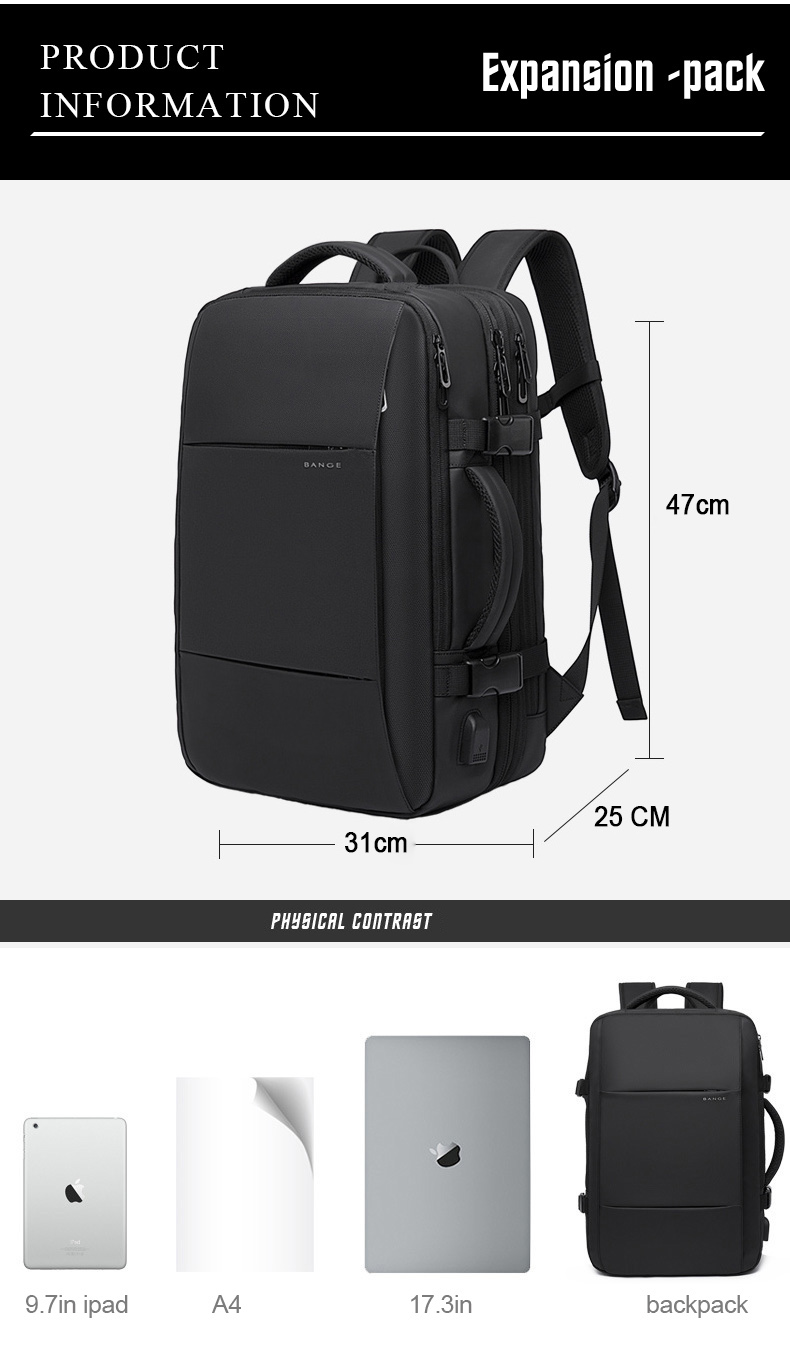 PRODUCT
INFORMATION
Expansion -pack
BANGE
47cm
25 CM
31cm
PHYSICAL CONTRAST
BANGE
9.7in ipad
A4
17.3in
backpack